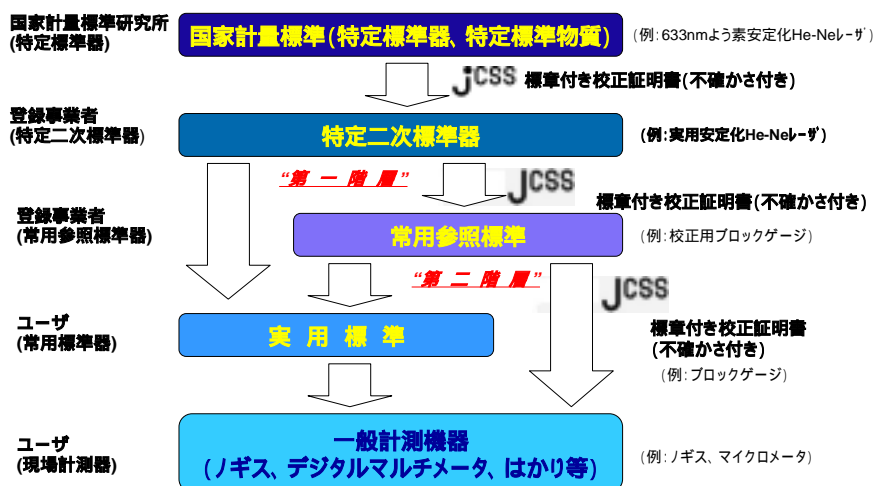 国家計量標準研究所
(特定標準器)
国家計量標準(特定標準器、特定標準物質)
(例:633nmよう素安定化He-Neレーザ)
jcss 標章付き校正証明書(不確かさ付き)
登録事業者
(特定二次標準器)
特定二次標準器
(例:実用安定化He-Neレーザ)
“第一階層”
JCSS
標章付き校正証明書(不確かさ付き)
登録事業者
(常用参照標準器)
常用参照標準
(例:校正用ブロックゲージ)
“第二階層”
JCSS
ユーザ
(常用標準器)
実用標準
標章付き校正証明書
(不確かさ付き)
(例:ブロックゲージ)
ユーザ
(現場計測器)
一般計測機器
(ノギス、デジタルマルチメータ、はかり等)
(例:ノギス、マイクロメータ)